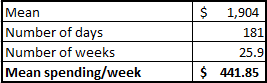 Mean $ 1,904
Number of days 181
Number of weeks 25.9
Mean spending/week $ 441.85